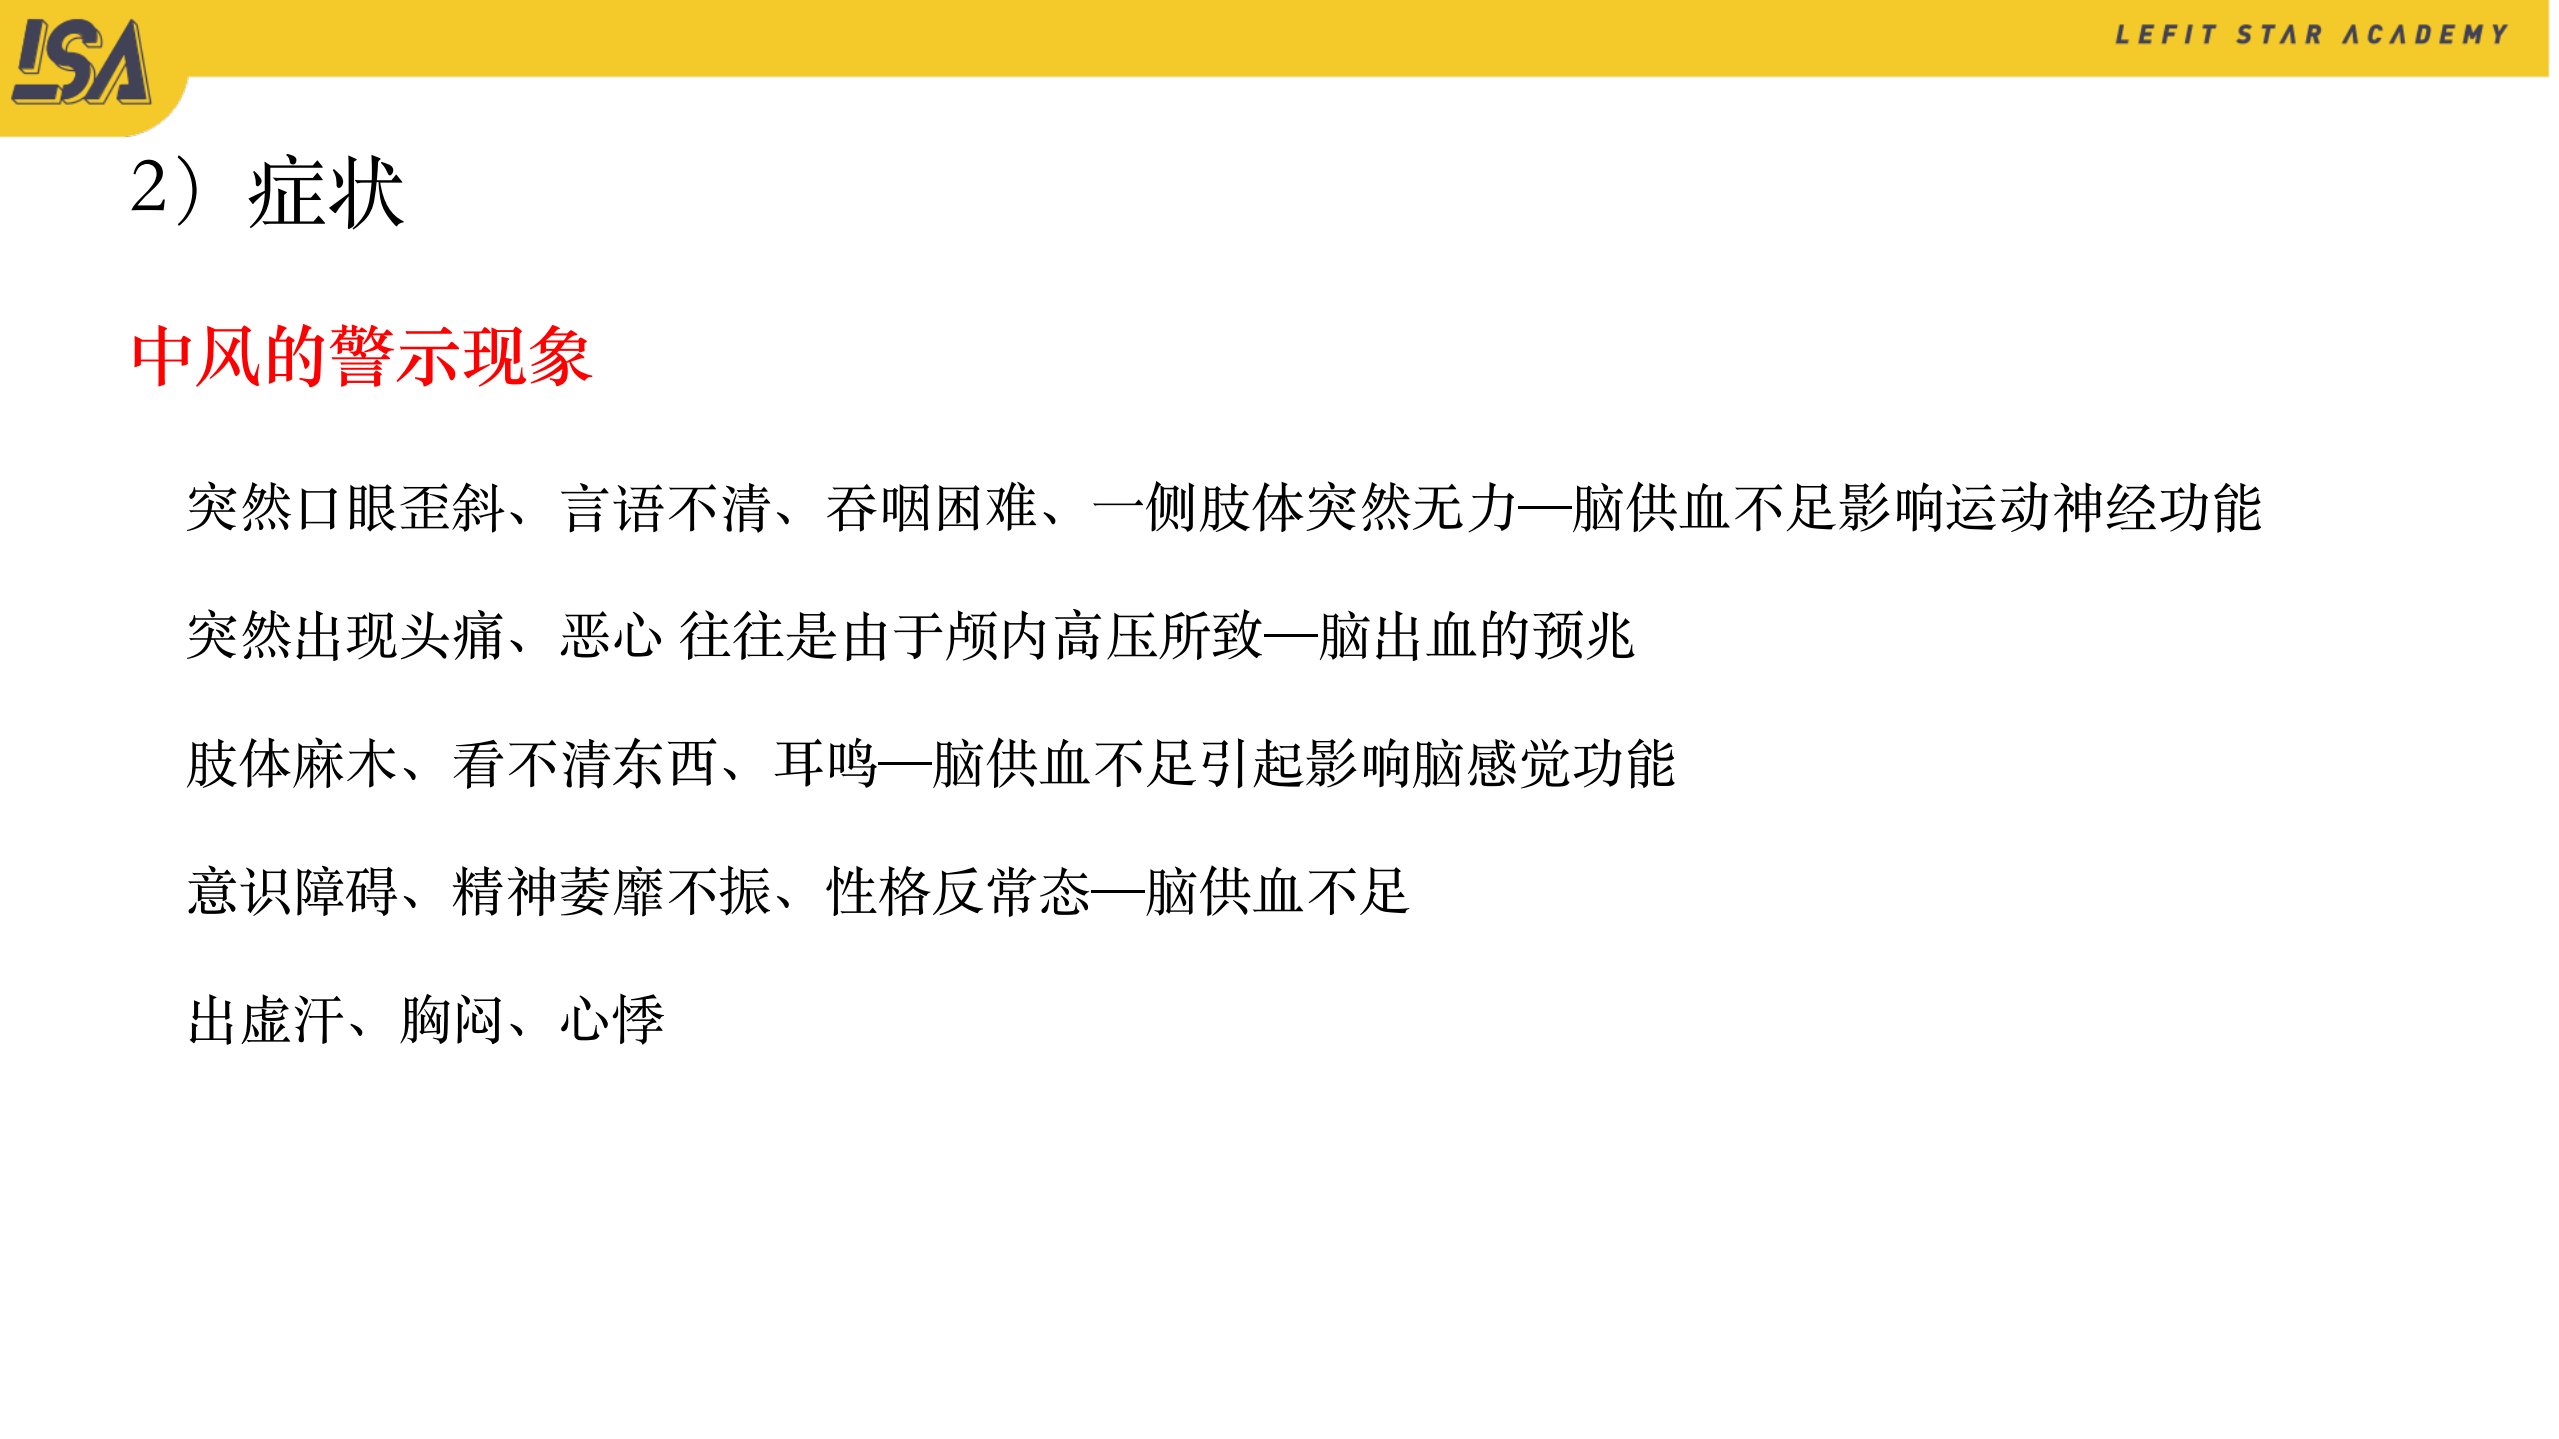 LSA
LEFIT STAR ACADEMY
2）症状
中风的警示现象
突然口眼歪斜、言语不清、吞咽困难、一侧肢体突然无力—脑供血不足影响运动神经功能
突然出现头痛、恶心 往往是由于颅内高压所致—脑出血的预兆
肢体麻木、看不清东西、耳鸣—脑供血不足引起影响脑感觉功能
意识障碍、精神萎靡不振、性格反常态—脑供血不足
出虚汗、胸闷、心悸